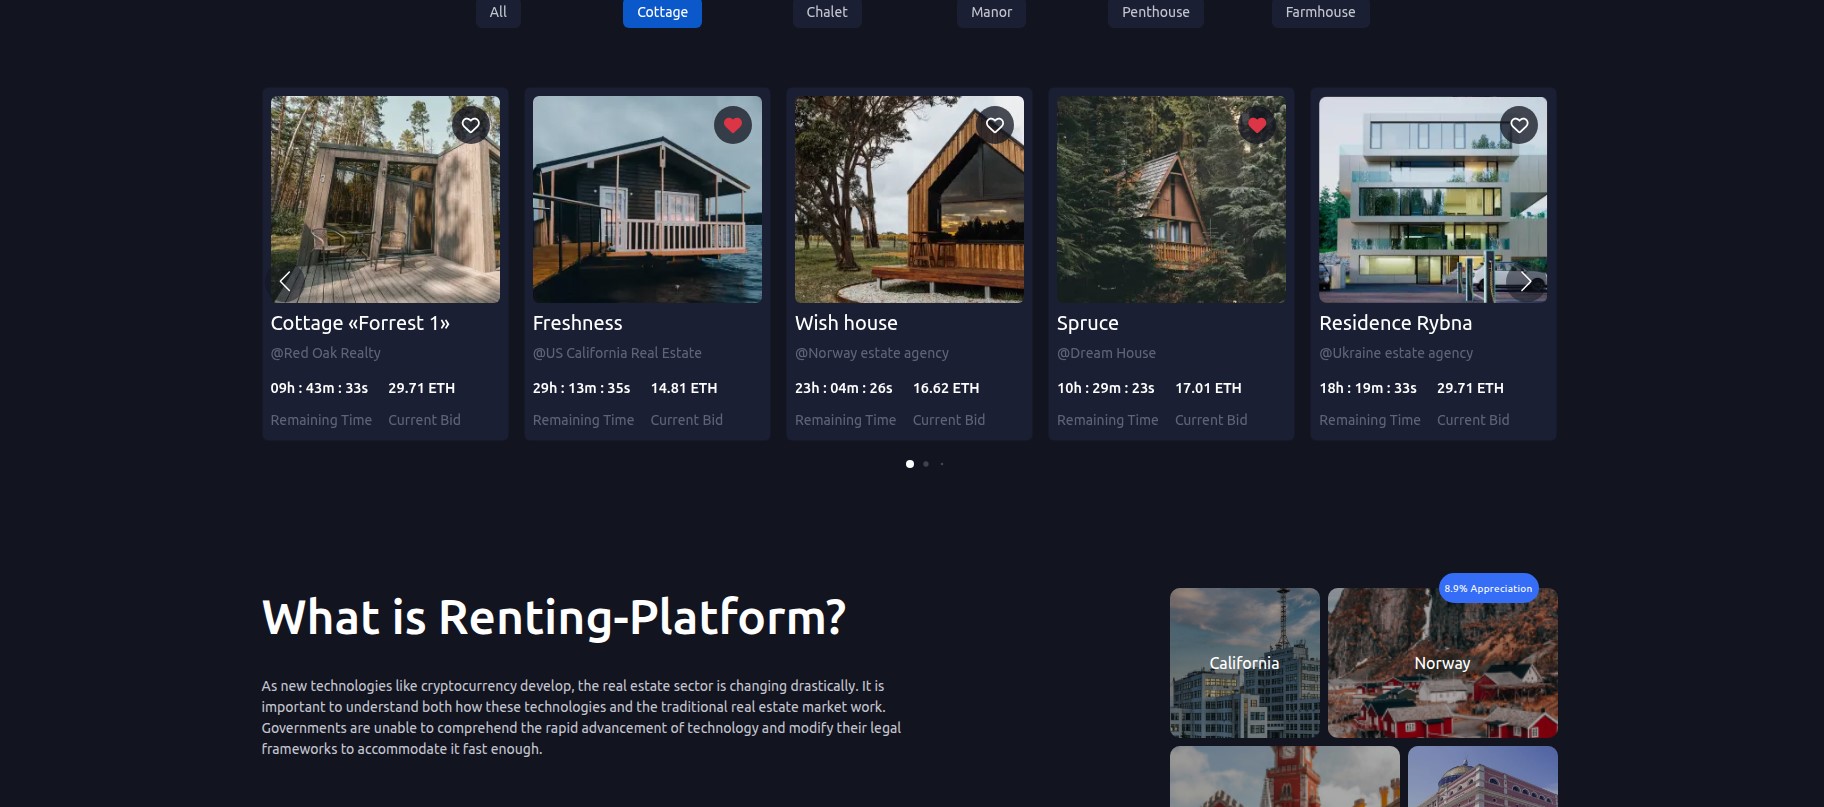 All Cottage Chalet Manor Penthouse Farmhouse
Cottage «Forrest 1»
@Red Oak Realty
09h : 43m : 33s 29.71 ETH
Remaining Time Current Bid
Freshness
@US California Real Estate
29h : 13m : 35s 14.81 ETH
Remaining Time Current Bid
Wish house
@Norway estate agency
23h : 04m : 26s 16.62 ETH
Remaining Time Current Bid
Spruce
@Dream House
10h : 29m : 23s 17.01 ETH
Remaining Time Current Bid
Residence Rybna
@Ukraine estate agency
18h : 19m : 33s 29.71 ETH
Remaining Time Current Bid
What is Renting-Platform?
As new technologies like cryptocurrency develop, the real estate sector is changing drastically. It is
important to understand both how these technologies and the traditional real estate market work.
Governments are unable to comprehend the rapid advancement of technology and modify their legal
frameworks to accommodate it fast enough.
8.9% Appreciation
California
Norway